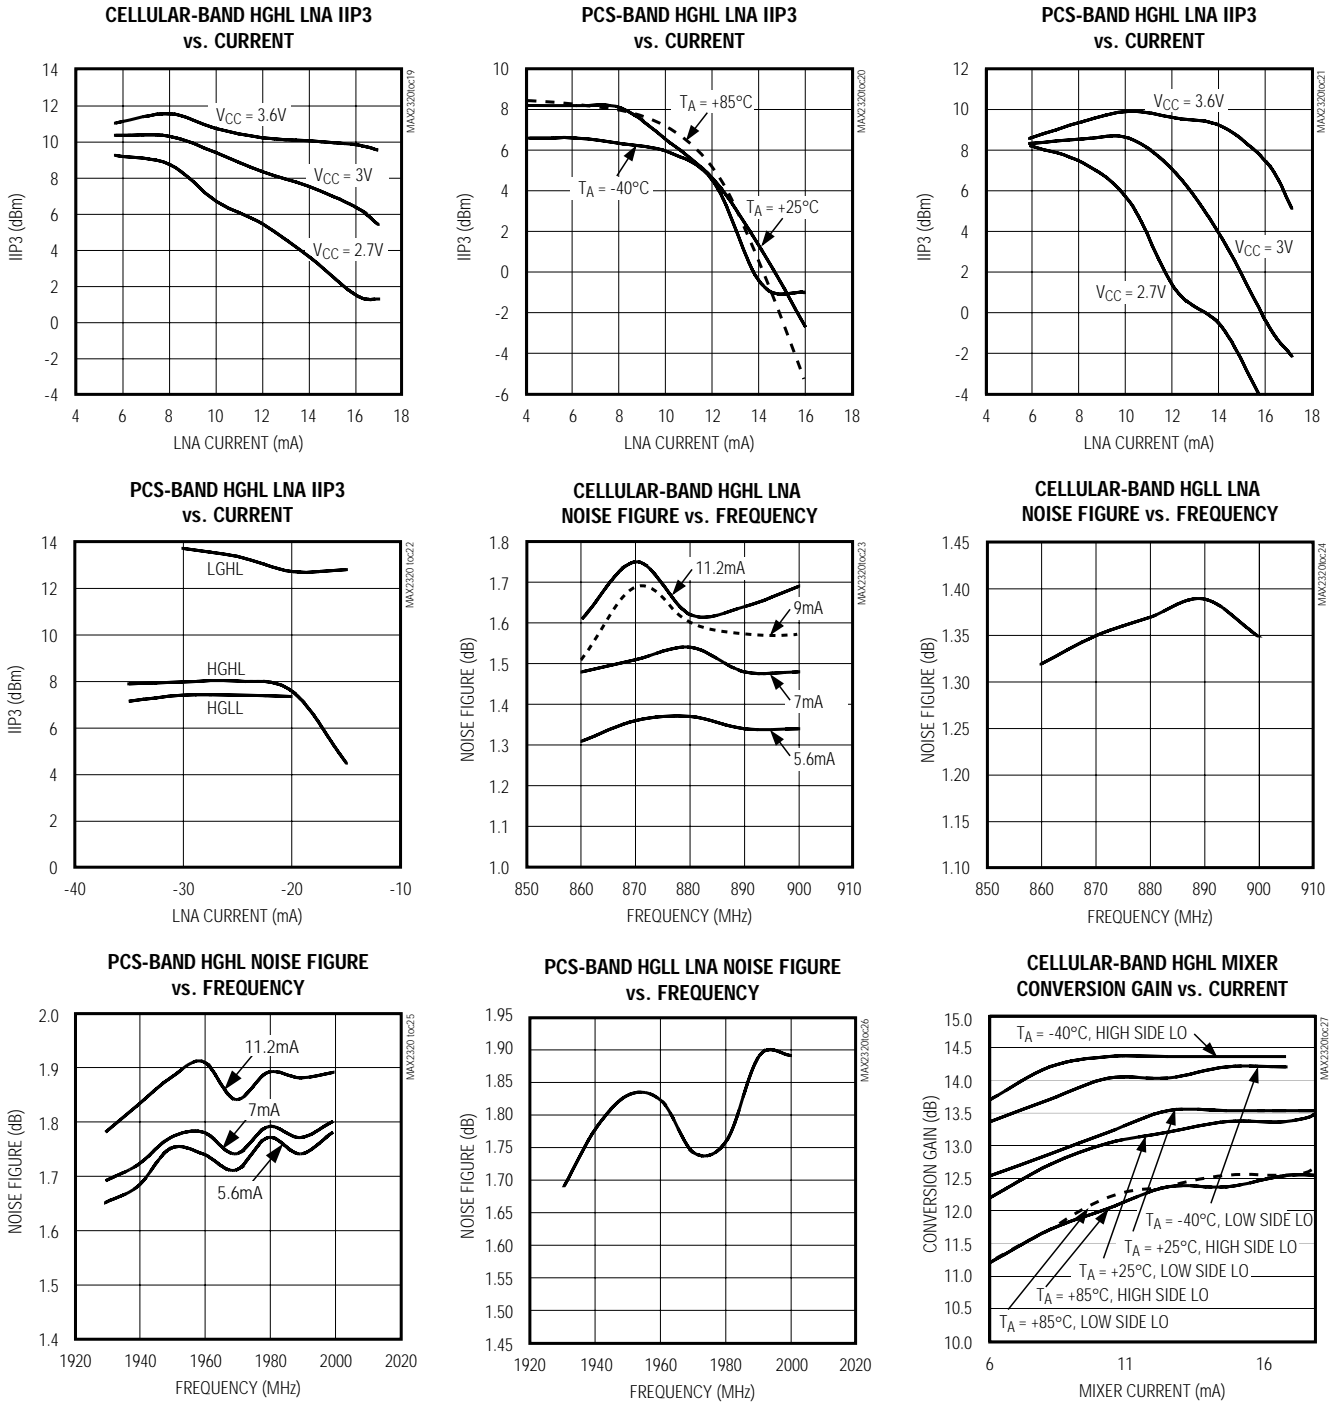 CELLULAR-BAND HGHL LNA IIP3
vs. CURRENT
14
12
10
8
6
4
2
0
-2
-4
IIP3 (dBm)
VCC = 3.6V
VCC = 3V
VCC = 2.7V
4 6 8 10 12 14 16 18
LNA CURRENT (mA)
MAX2320toc19
PCS-BAND HGHL LNA IIP3
vs. CURRENT
10
8
6
4
2
0
-2
-4
-6
IIP3 (dBm)
TA = +85°C
TA = -40°C
TA = +25°C
4 6 8 10 12 14 16 18
LNA CURRENT (mA)
MAX2320toc20
PCS-BAND HGHL LNA IIP3
vs. CURRENT
12
10
8
6
4
2
0
-2
-4
IIP3 (dBm)
VCC = 3.6V
VCC = 3V
VCC = 2.7V
4 6 8 10 12 14 16 18
LNA CURRENT (mA)
MAX2320toc21
PCS-BAND HGHL LNA IIP3
vs. CURRENT
14
12
10
8
6
4
2
0
IIP3 (dBm)
LGHL
HGHL
HGLL
-40 -30 -20 -10
LNA CURRENT (mA)
MAX2320 toc22
CELLULAR-BAND HGHL LNA
NOISE FIGURE vs. FREQUENCY
1.8
1.7
1.6
1.5
1.4
1.3
1.2
1.1
1.0
NOISE FIGURE (dB)
11.2mA
9mA
7mA
5.6mA
850 860 870 880 890 900 910
FREQUENCY (MHz)
MAX2320toc23
CELLULAR-BAND HGLL LNA
NOISE FIGURE vs. FREQUENCY
1.45
1.40
1.35
1.30
1.25
1.20
1.15
1.10
NOISE FIGURE (dB)
850 860 870 880 890 900 910
FREQUENCY (MHz)
MAX2320toc24
PCS-BAND HGHL NOISE FIGURE
vs. FREQUENCY
2.0
1.9
1.8
1.7
1.6
1.5
1.4
NOISE FIGURE (dB)
11.2mA
7mA
5.6mA
1920 1940 1960 1980 2000 2020
FREQUENCY (MHz)
MAX2320 toc25
PCS-BAND HGLL LNA NOISE FIGURE
vs. FREQUENCY
1.95
1.90
1.85
1.80
1.75
1.70
1.65
1.60
1.55
1.50
1.45
NOISE FIGURE (dB)
1920 1940 1960 1980 2000 2020
FREQUENCY (MHz)
MAX2320toc26
CELLULAR-BAND HGHL MIXER
CONVERSION GAIN vs. CURRENT
15.0
14.5
14.0
13.5
13.0
12.5
12.0
11.5
11.0
10.5
10.0
CONVERSION GAIN (dB)
TA = -40°C, HIGH SIDE LO
TA = -40°C, LOW SIDE LO
TA = +25°C, HIGH SIDE LO
TA = +25°C, LOW SIDE LO
TA = +85°C, HIGH SIDE LO
TA = +85°C, LOW SIDE LO
6 11 16
MIXER CURRENT (mA)
MAX2320toc27